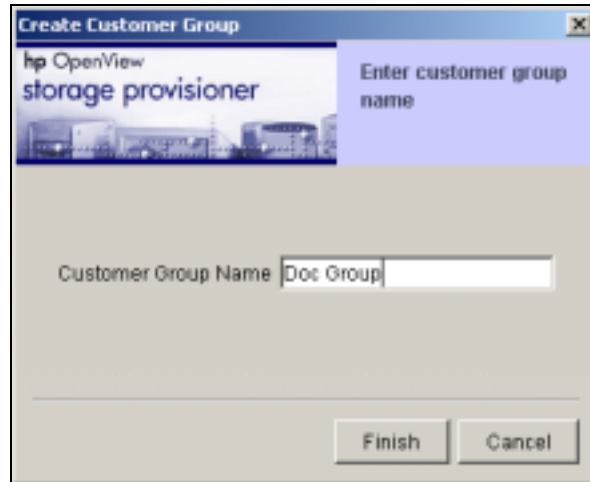 Create Customer Group
hp OpenView
storage provisioner
Enter customer group
name
Customer Group Name Doc Group
Finish Cancel